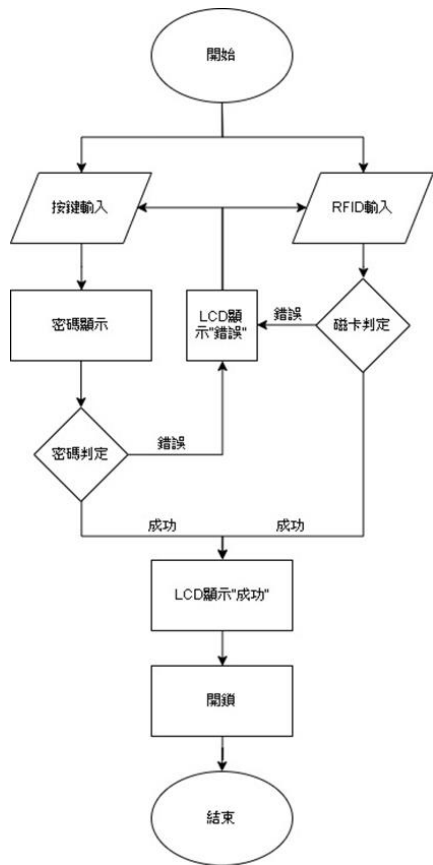 開始
按鍵輸入
RFID輸入
密碼顯示
LCD顯
示"錯誤"
錯誤
磁卡判定
密碼判定
錯誤
成功
成功
LCD顯示"成功"
開鎖
結束